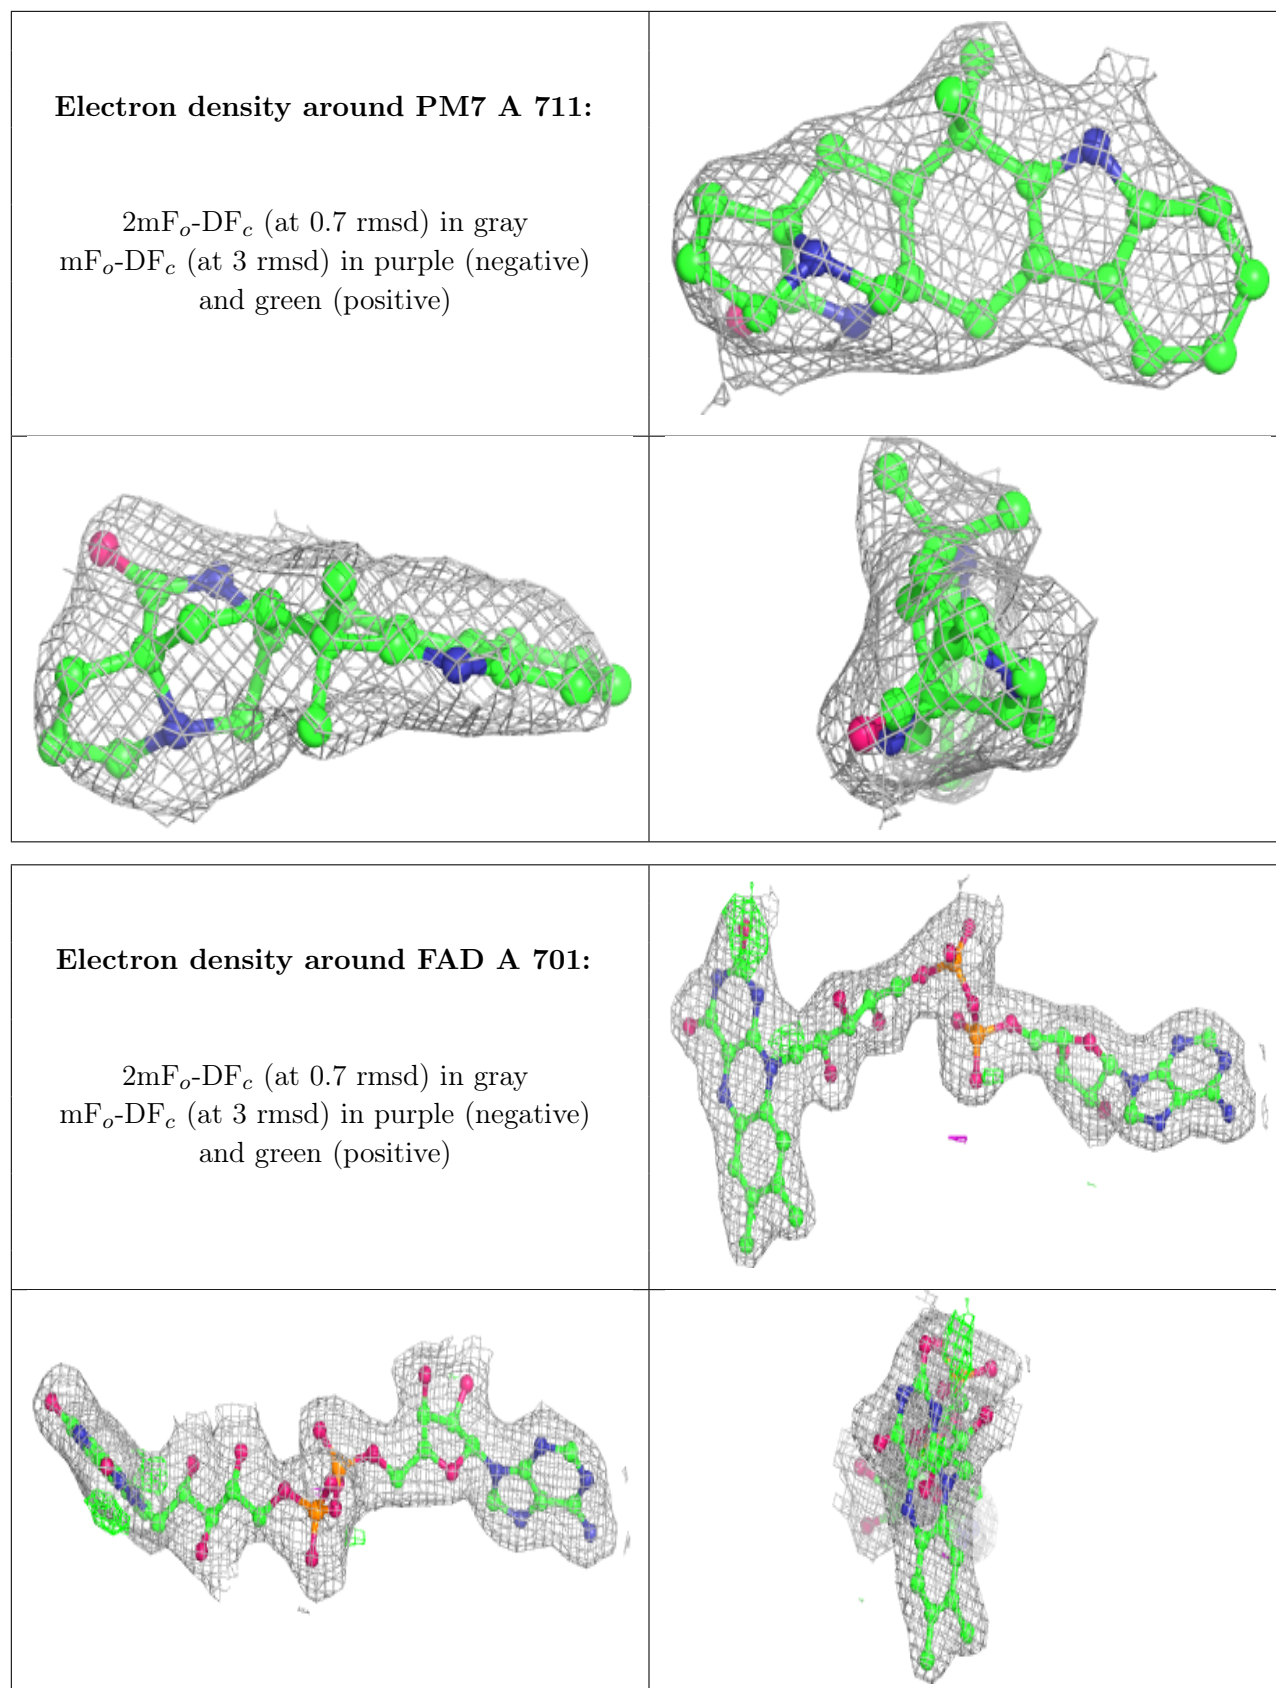 Electron density around PM7 A 711:
2mFo-DFc (at 0.7 rmsd) in gray
mFo-DFc (at 3 rmsd) in purple (negative)
and green (positive)
Electron density around FAD A 701:
2mFo-DFc (at 0.7 rmsd) in gray
mFo-DFc (at 3 rmsd) in purple (negative)
and green (positive)